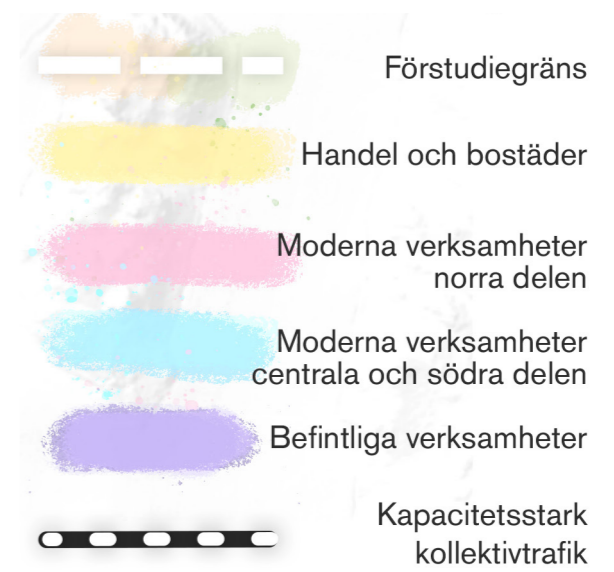 Förstudiegräns
Handel och bostäder
Moderna verksamheter
norra delen
Moderna verksamheter
centrala och södra delen
Befintliga verksamheter
Kapacitetsstark
kollektivtrafik